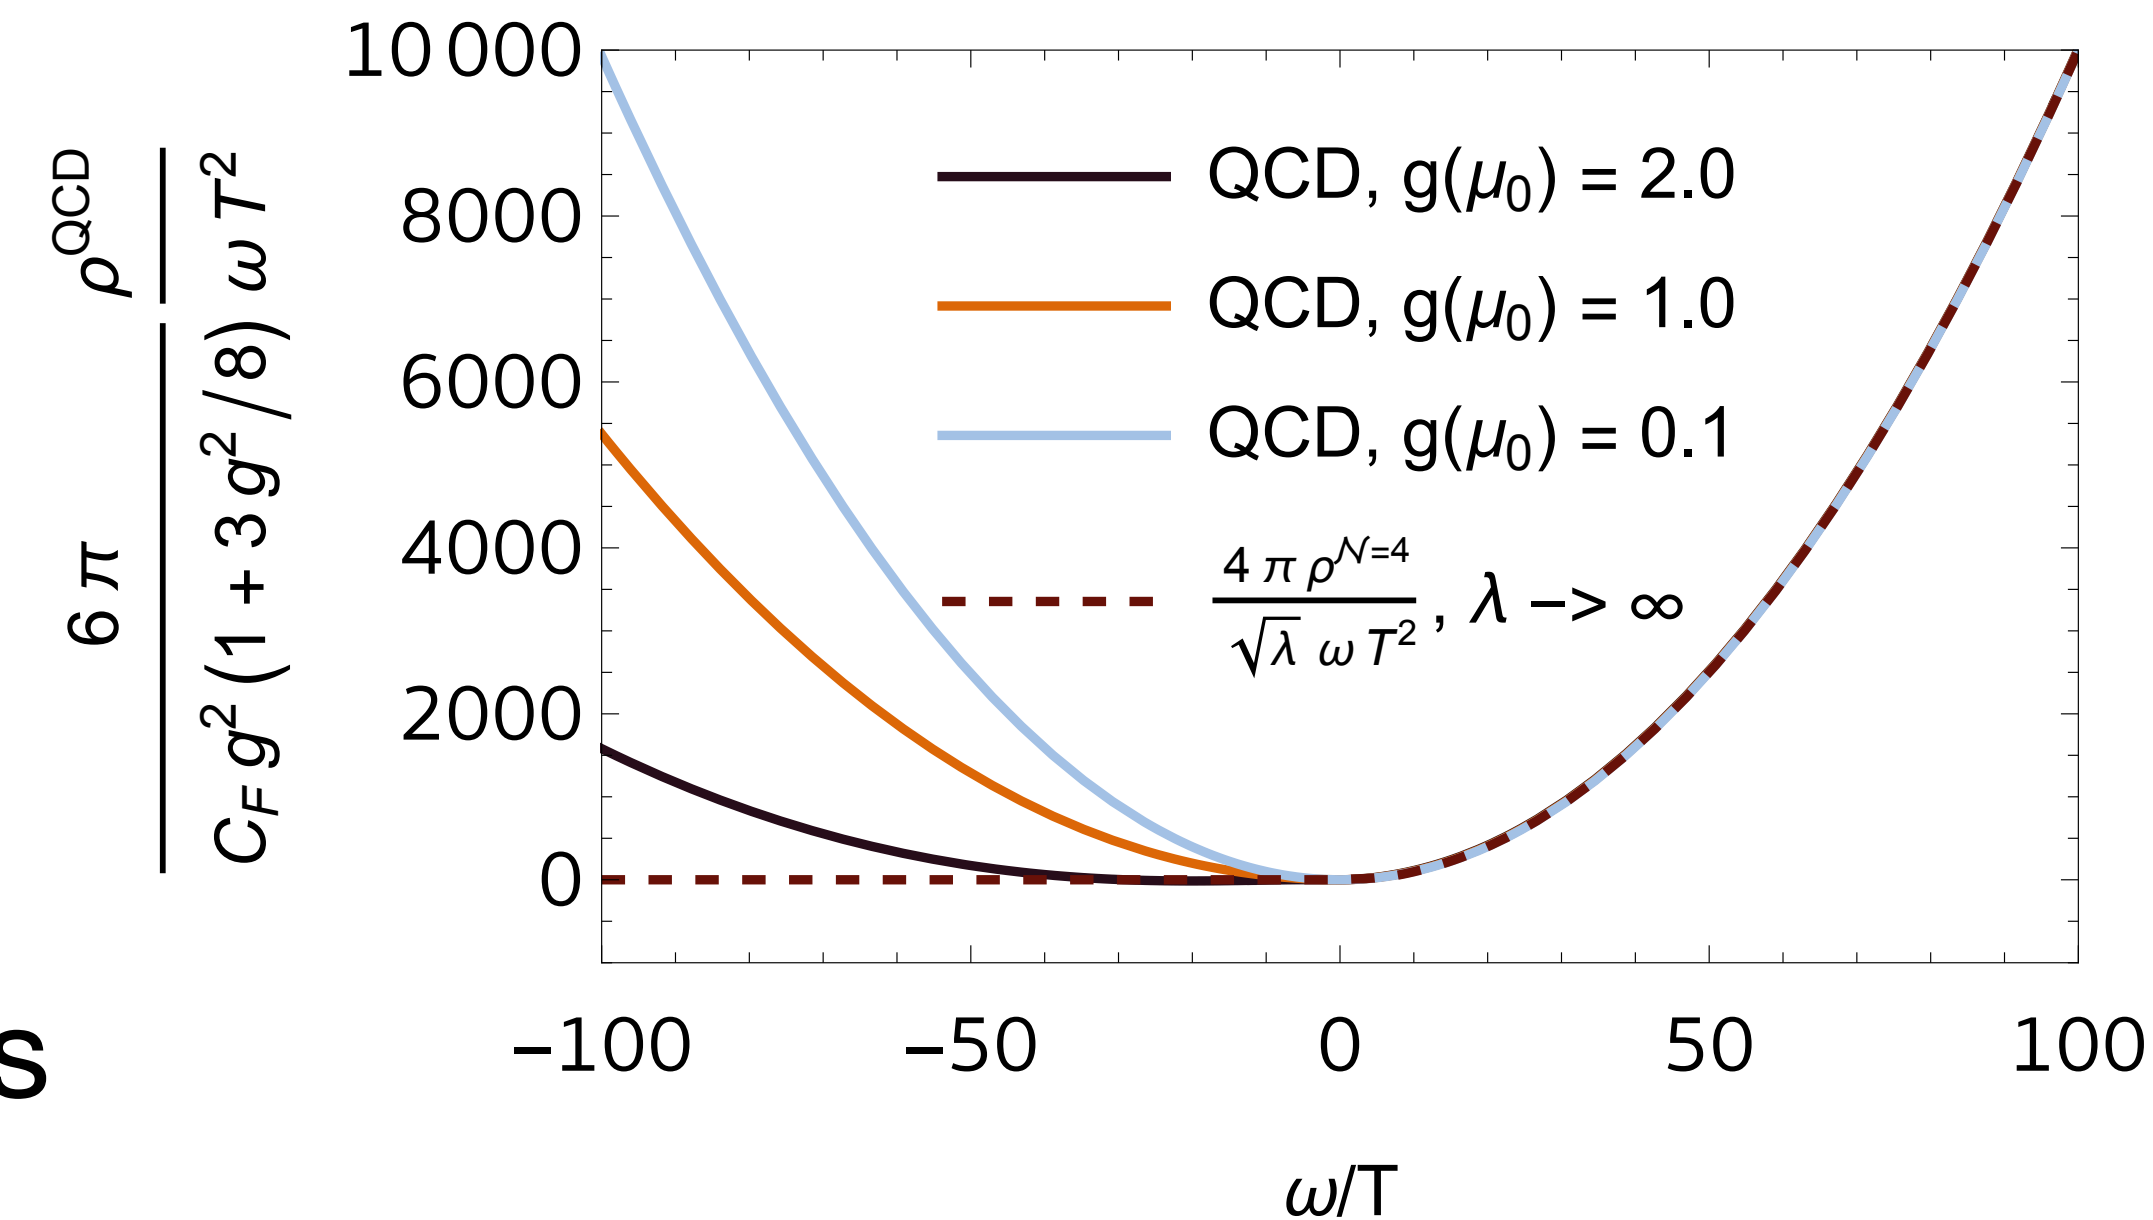 10 000
8000
6000
4000
2000
0
6 π / C_F g² (1 + 3 g² / 8) ρ^QCD / ω T²
QCD, g(μ₀) = 2.0
QCD, g(μ₀) = 1.0
QCD, g(μ₀) = 0.1
4 π ρ^𝒩=4 / √λ ω T² , λ –> ∞
–100 –50 0 50 100
ω/T
s